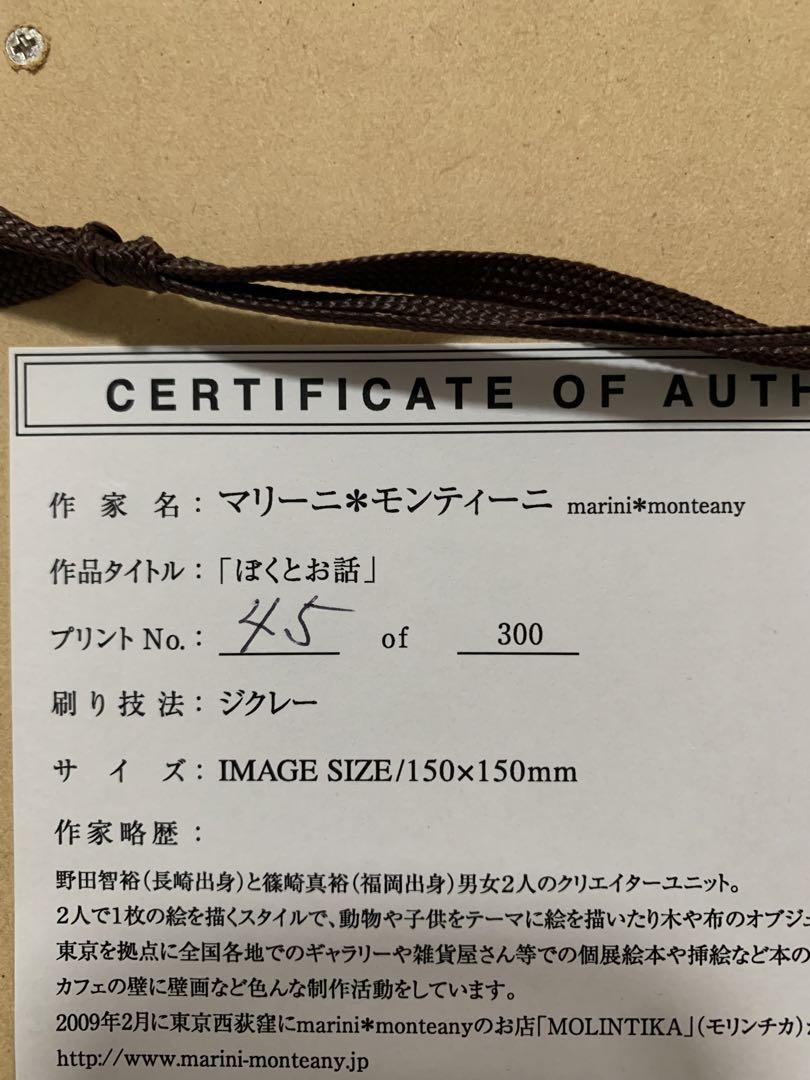 CERTIFICATE OF AUTH
作家名：マリーニ＊モンティーニ marini＊monteany
作品タイトル：「ぼくとお話」
プリントNo.： 45 of 300
刷り技法：ジクレー
サイズ：IMAGE SIZE/150×150mm
作家略歴：
野田智裕（長崎出身）と篠崎真裕（福岡出身）男女2人のクリエイターユニット。
2人で1枚の絵を描くスタイルで、動物や子供をテーマに絵を描いたり木や布のオブジェ
東京を拠点に全国各地でのギャラリーや雑貨屋さん等での個展絵本や挿絵など本の
カフェの壁に壁画など色んな制作活動をしています。
2009年2月に東京西荻窪にmarini＊monteanyのお店「MOLINTIKA」（モリンチカ）
http://www.marini-monteany.jp